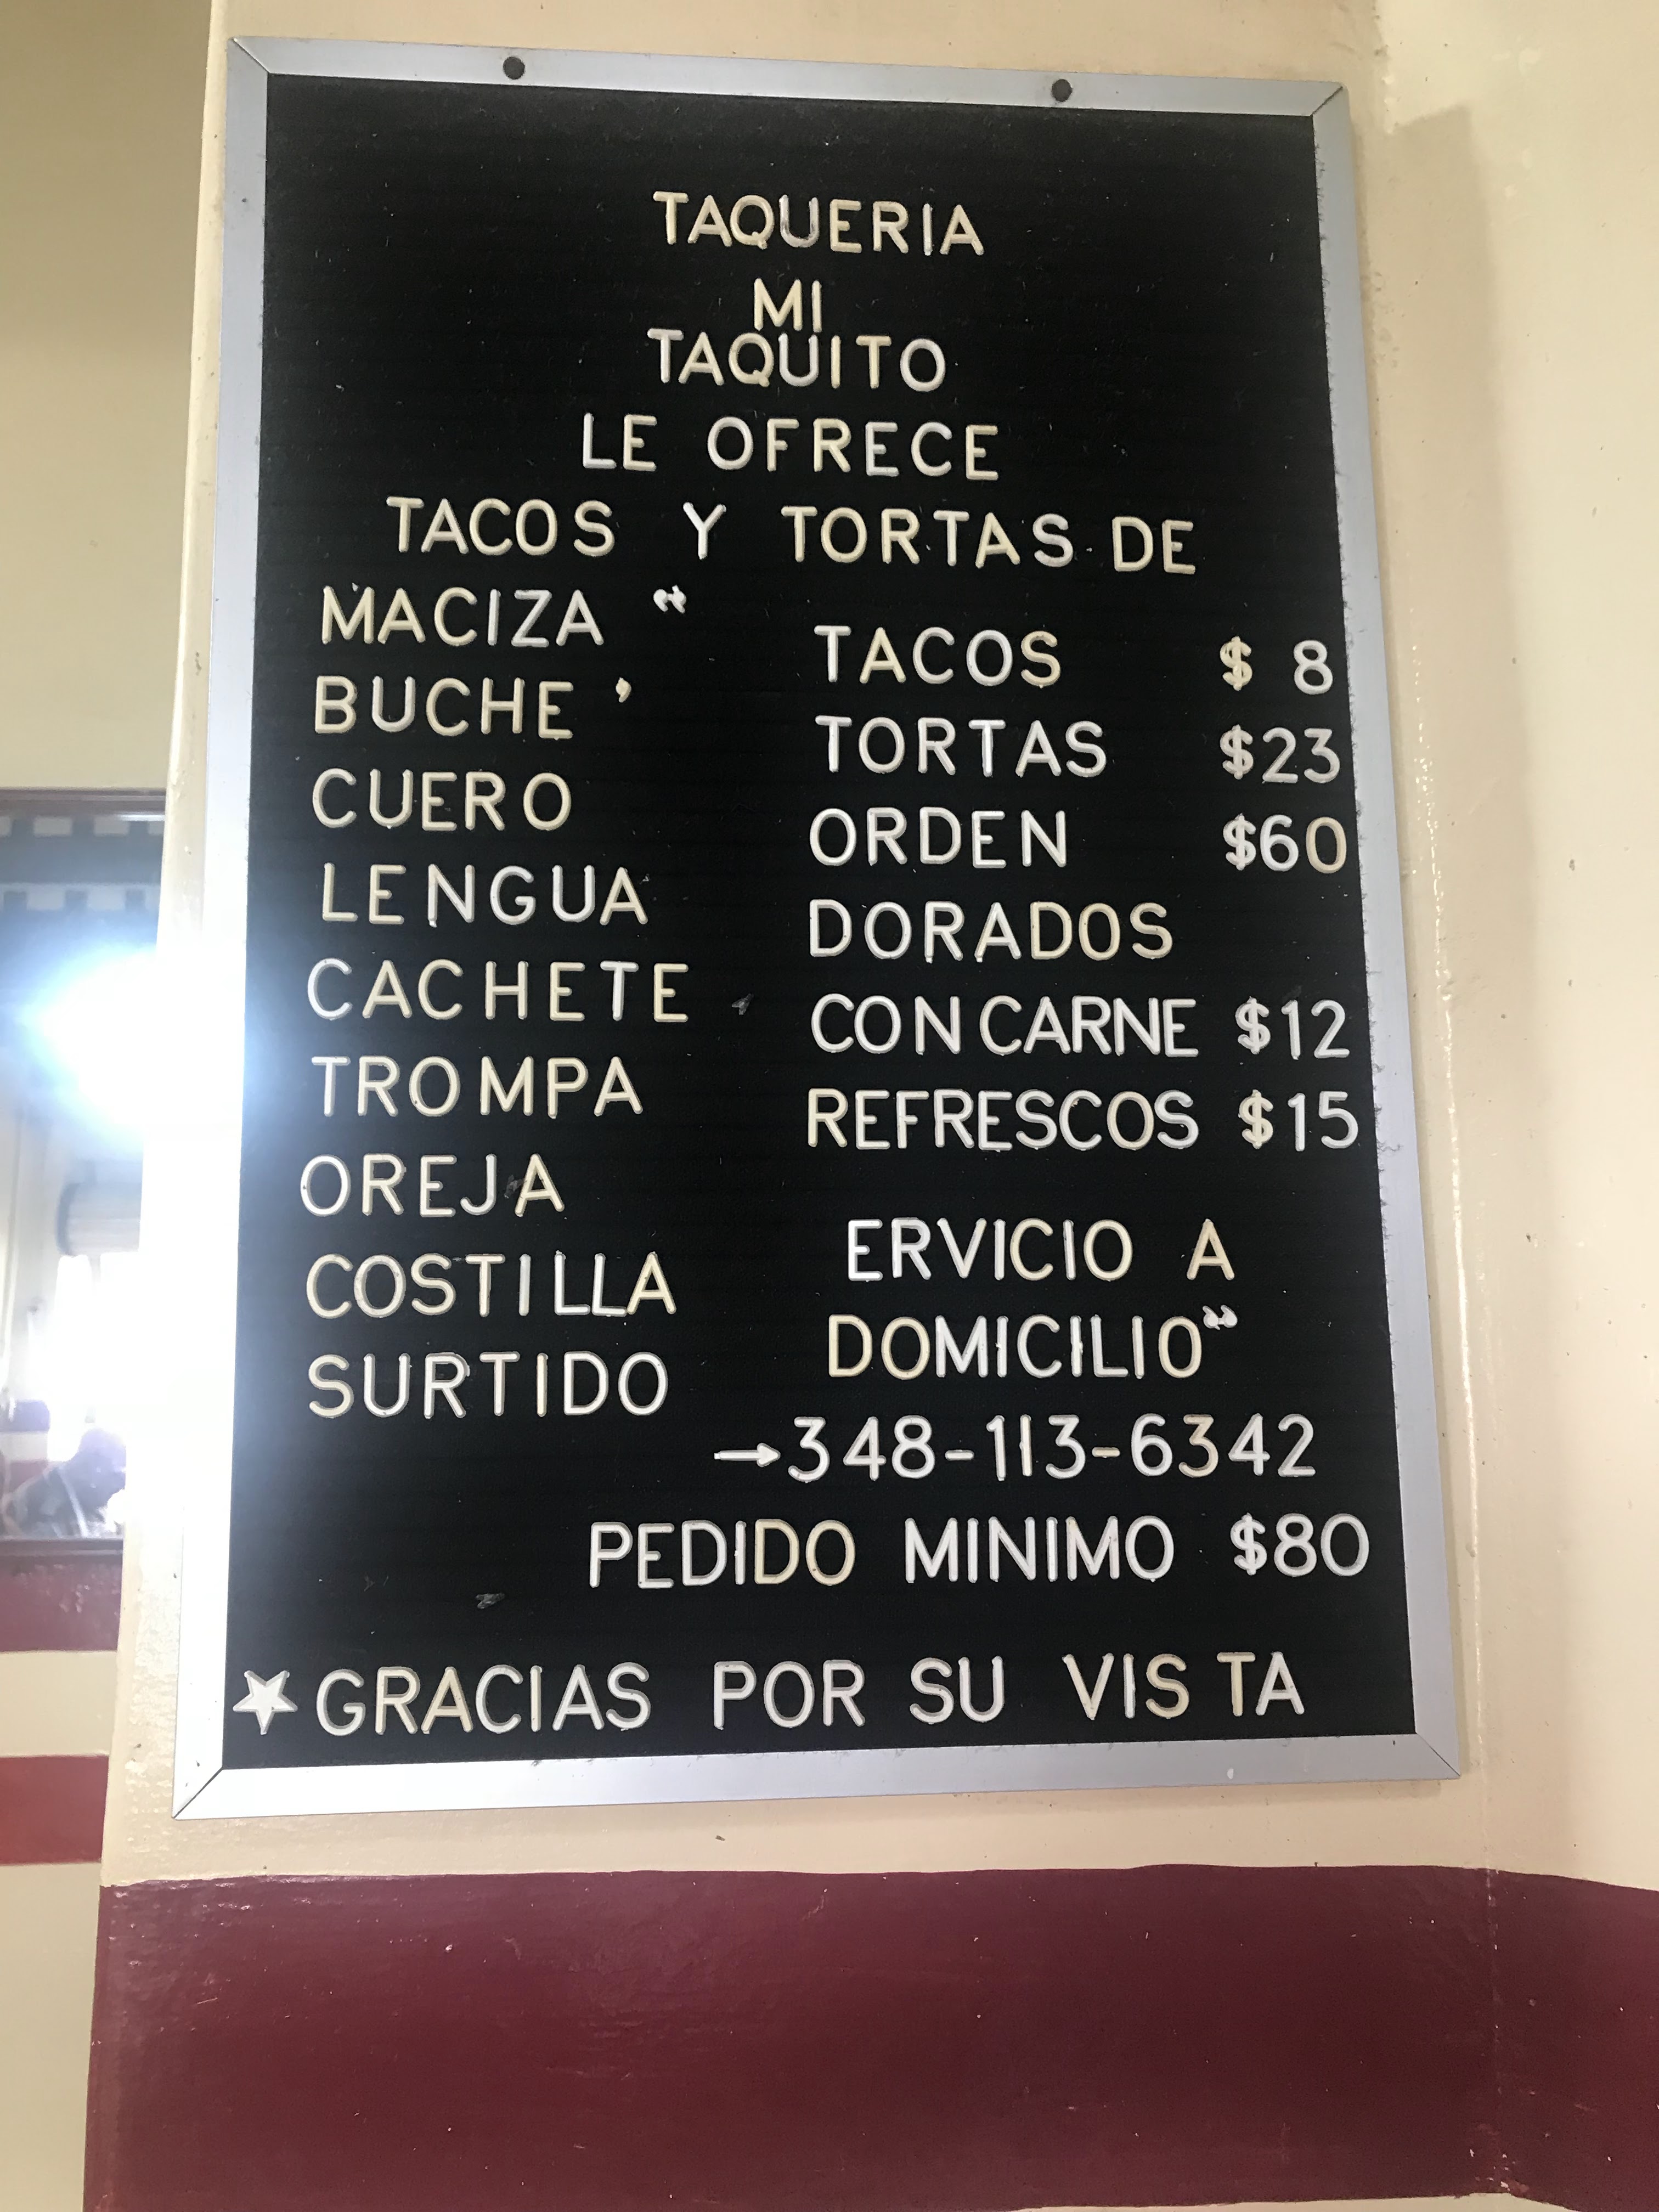 TAQUERIA
MI
TAQUITO
LE OFRECE
TACOS Y TORTAS DE
MACIZA “
BUCHE ’
CUERO
LENGUA
CACHETE
TROMPA
OREJA
COSTILLA
SURTIDO
TACOS $ 8
TORTAS $23
ORDEN $60
DORADOS
CON CARNE $12
REFRESCOS $15
ERVICIO A
DOMICILIO”
→348-113-6342
PEDIDO MINIMO $80
★GRACIAS POR SU VISTA